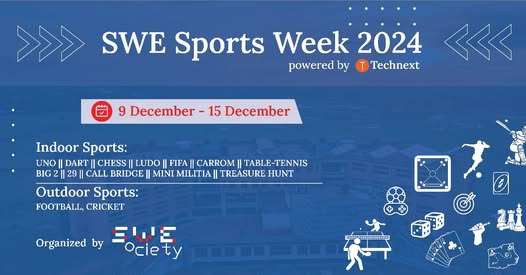 SWE Sports Week 2024
powered by Technext
9 December - 15 December
Indoor Sports:
UNO || DART || CHESS || LUDO || FIFA || CARROM || TABLE-TENNIS
BIG 2 || 29 || CALL BRIDGE || MINI MILITIA || TREASURE HUNT
Outdoor Sports:
FOOTBALL, CRICKET
Organized by SWE
Society